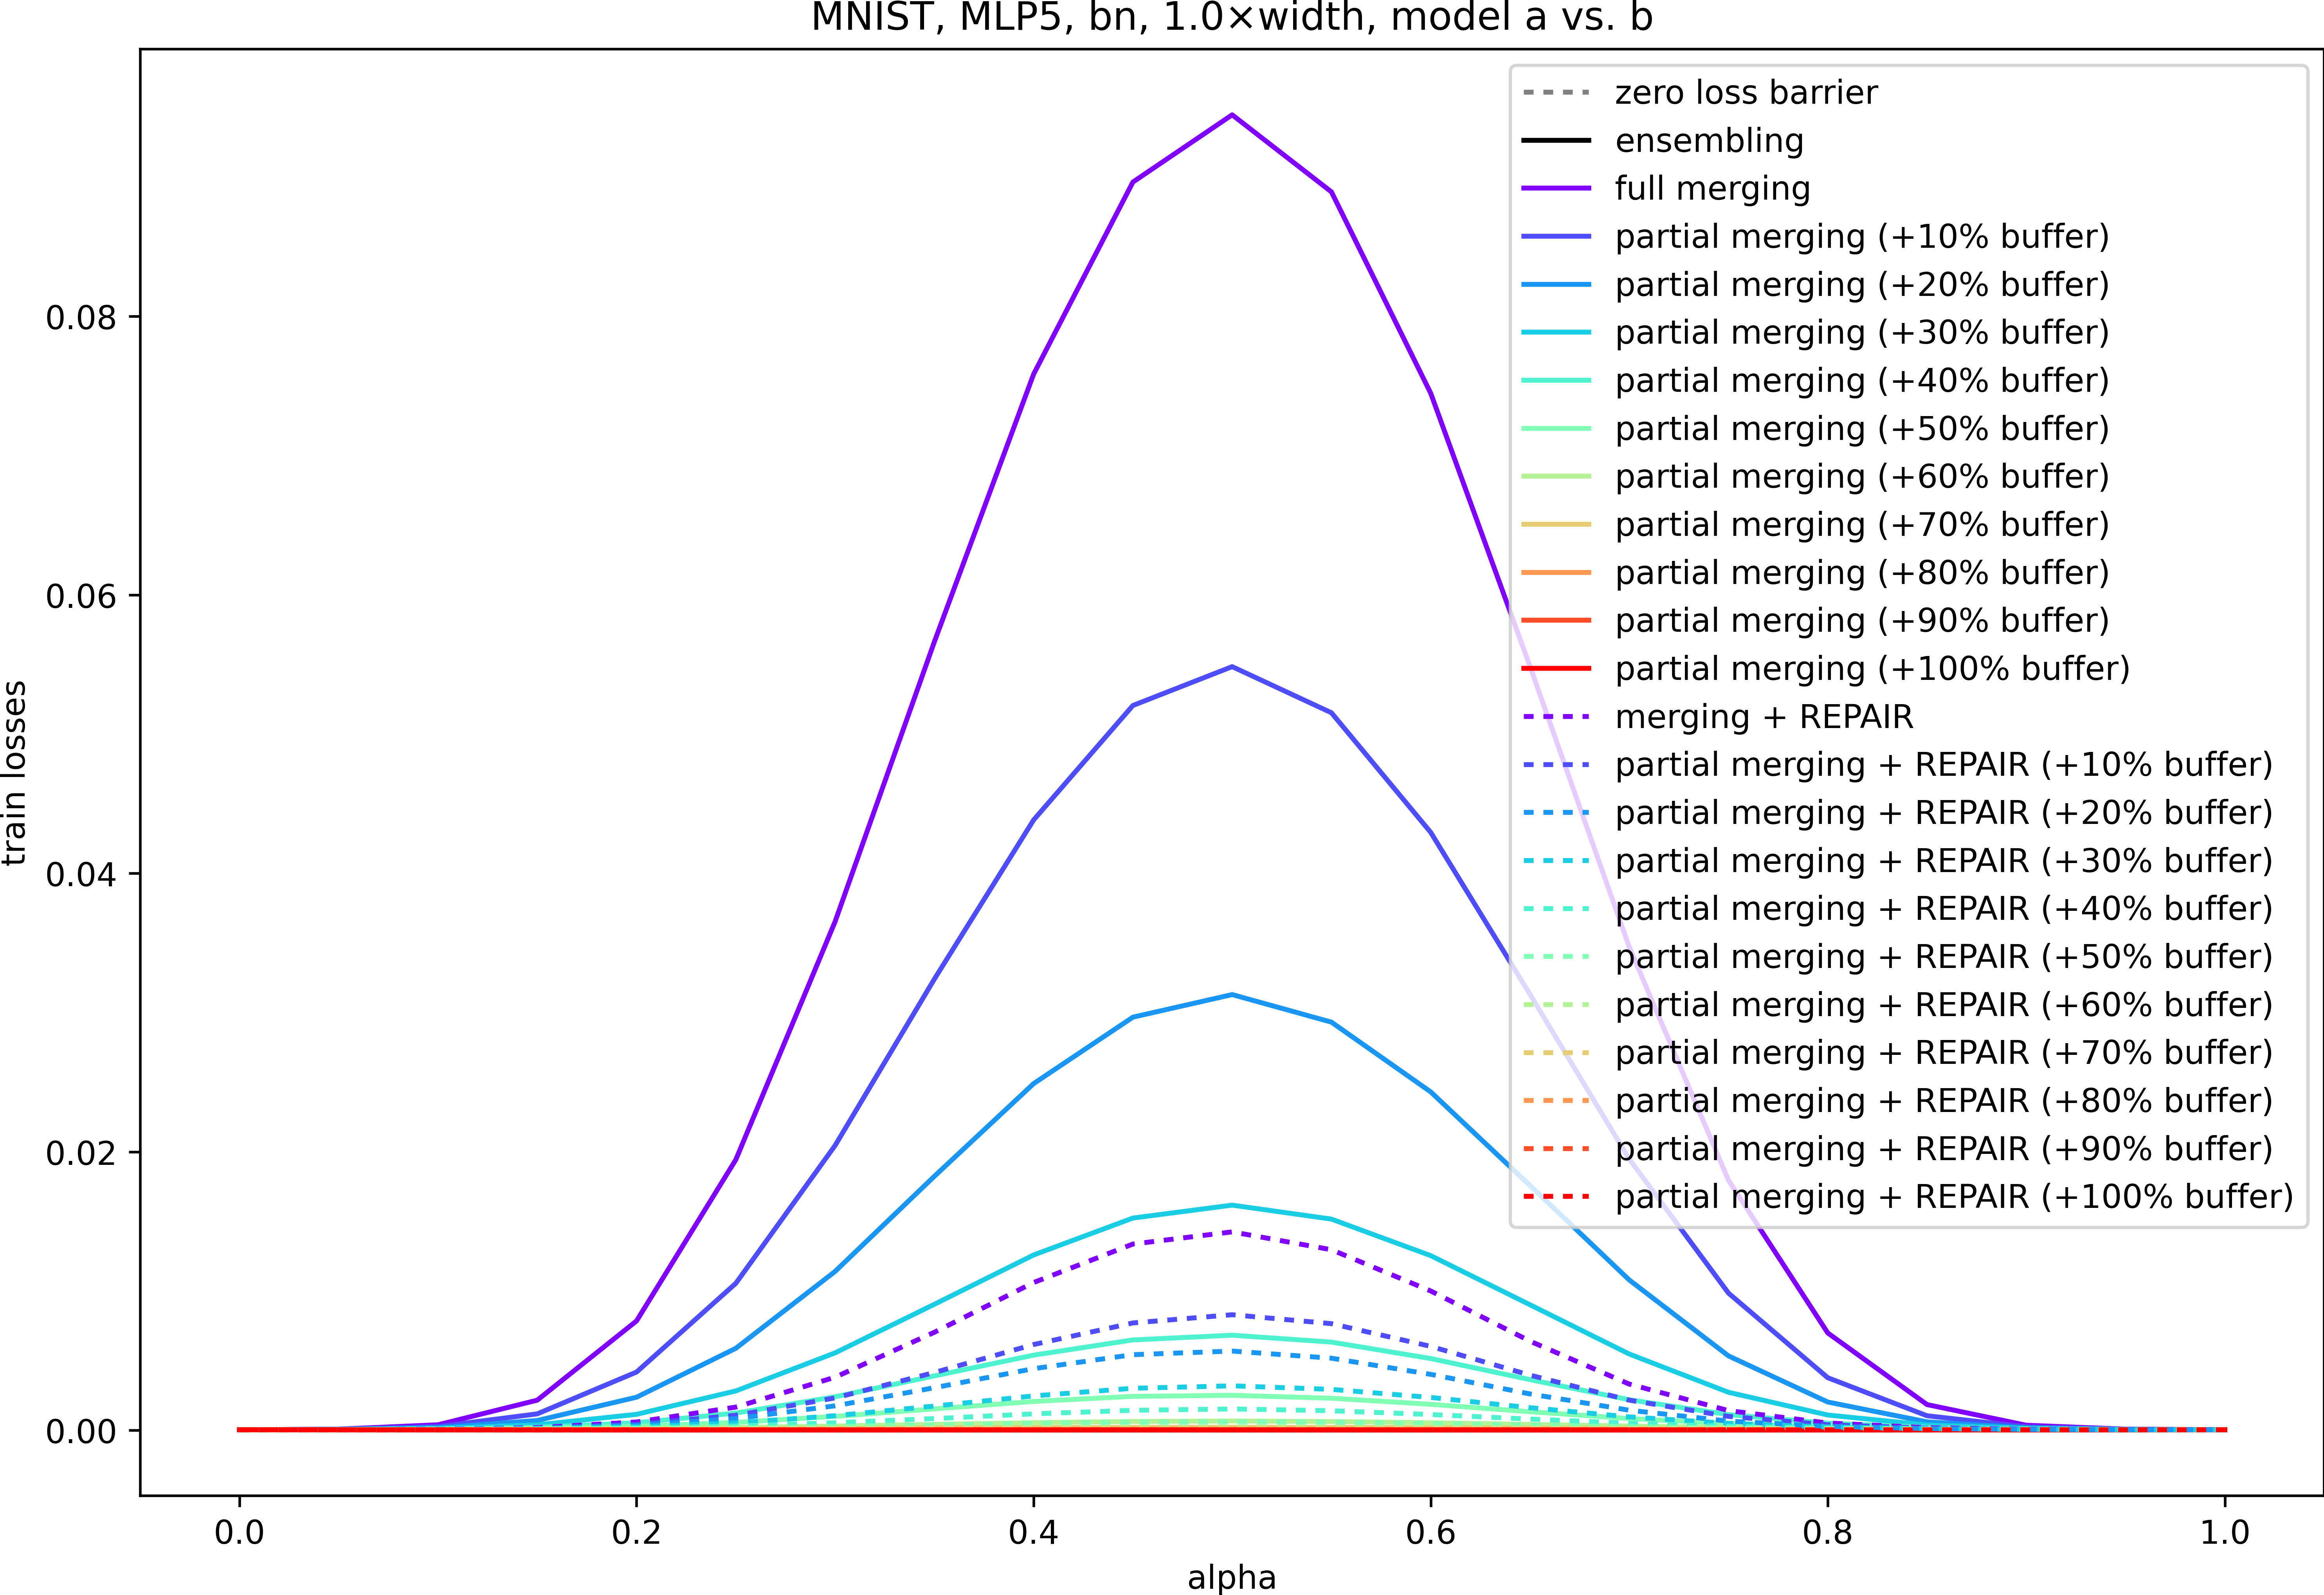 MNIST, MLP5, bn, 1.0×width, model a vs. b
zero loss barrier
ensembling
full merging
partial merging (+10% buffer)
partial merging (+20% buffer)
partial merging (+30% buffer)
partial merging (+40% buffer)
partial merging (+50% buffer)
partial merging (+60% buffer)
partial merging (+70% buffer)
partial merging (+80% buffer)
partial merging (+90% buffer)
partial merging (+100% buffer)
merging + REPAIR
partial merging + REPAIR (+10% buffer)
partial merging + REPAIR (+20% buffer)
partial merging + REPAIR (+30% buffer)
partial merging + REPAIR (+40% buffer)
partial merging + REPAIR (+50% buffer)
partial merging + REPAIR (+60% buffer)
partial merging + REPAIR (+70% buffer)
partial merging + REPAIR (+80% buffer)
partial merging + REPAIR (+90% buffer)
partial merging + REPAIR (+100% buffer)
train losses
0.08
0.06
0.04
0.02
0.00
0.0 0.2 0.4 0.6 0.8 1.0
alpha